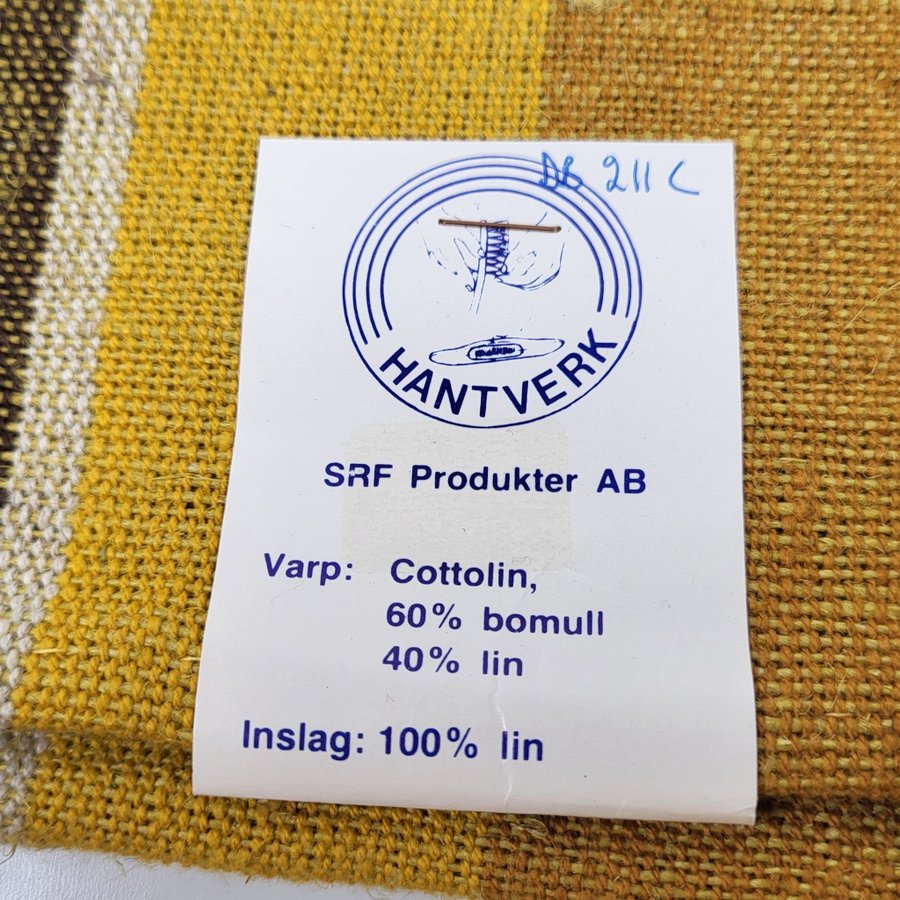 DB 211 C
HANTVERK
SRF Produkter AB
Varp: Cottolin,
60% bomull
40% lin
Inslag: 100% lin